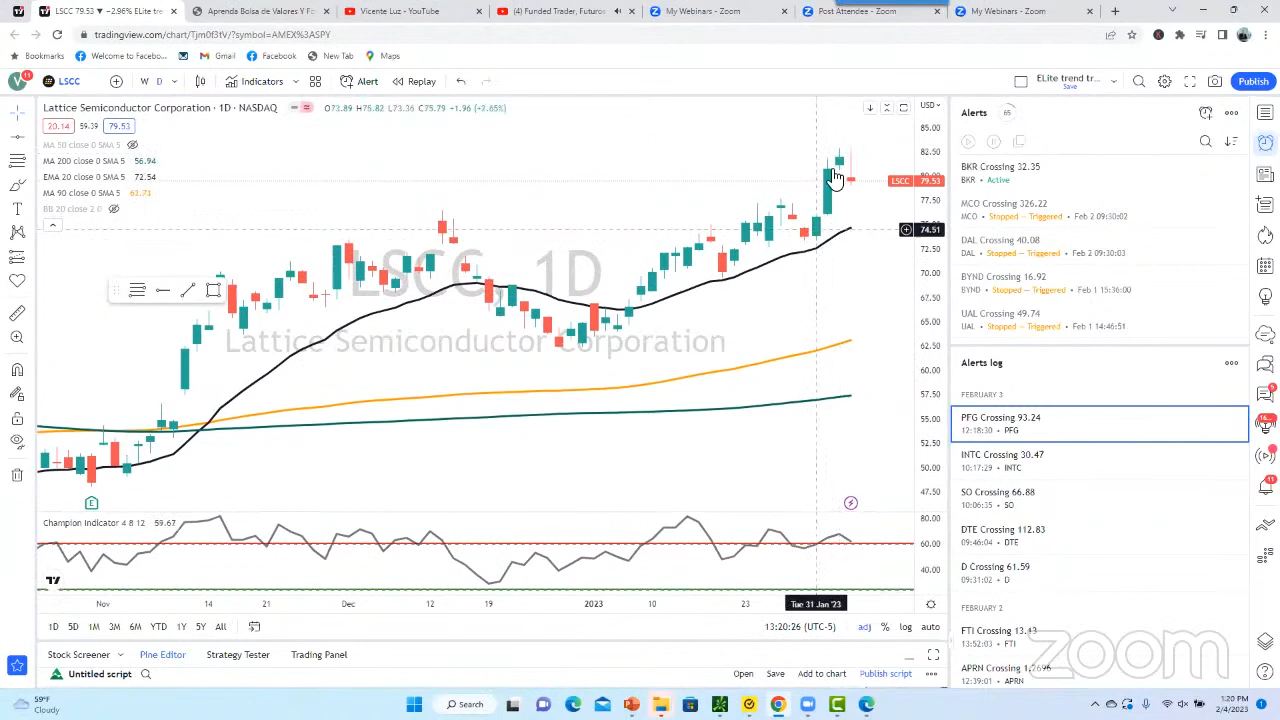 LSCC 79.53 ▼ −2.96% ELite tre
Aprenda Bolsa de Valores Y F
Vicente Luz - YouTube
(4) Funded Trader, Futuros
My Webinars - Zoom
Post Attendee - Zoom
My Webinars - Zoom
tradingview.com/chart/Tjm0f3tV/?symbol=AMEX%3ASPY
Bookmarks
Welcome to Facebo...
Gmail
Facebook
New Tab
Maps
V 11
LSCC
W D
Indicators
Alert
Replay
ELite trend tr...
Save
Publish
Lattice Semiconductor Corporation · 1D · NASDAQ
O73.89 H76.82 L73.36 C75.79 +1.96 (+2.65%)
20.14 59.39 79.53
MA 50 close 0 SMA 5
MA 200 close 0 SMA 5 56.94
EMA 20 close 0 SMA 5 72.54
MA 90 close 0 SMA 5
BB 20 close 2 0
LSCC, 1D
Lattice Semiconductor Corporation
USD
85.00
82.50
LSCC 79.53
77.50
74.51
72.50
70.00
67.50
65.00
62.50
60.00
57.50
55.00
52.50
50.00
47.50
E
Champion Indicator 4 8 12 59.67
80.00
60.00
40.00
Nov
14
21
Dec
12
19
2023
10
23
Tue 31 Jan '23
1D 5D 1M 3M 6M YTD 1Y 5Y All
13:20:26 (UTC-5)
adj % log auto
Stock Screener
Pine Editor
Strategy Tester
Trading Panel
Untitled script
Open
Save
Add to chart
Publish script
Alerts 65
BKR Crossing 32.35
BKR • Active
MCO Crossing 326.22
MCO • Stopped — Triggered • Feb 2 09:30:02
DAL Crossing 40.08
DAL • Stopped — Triggered • Feb 2 09:30:03
BYND Crossing 16.92
BYND • Stopped — Triggered • Feb 1 15:36:00
UAL Crossing 49.74
UAL • Stopped — Triggered • Feb 1 14:46:51
Alerts log
FEBRUARY 3
PFG Crossing 93.24
12:18:30 • PFG
INTC Crossing 30.47
10:17:29 • INTC
SO Crossing 66.88
10:06:35 • SO
DTE Crossing 112.83
09:46:04 • DTE
D Crossing 61.59
09:31:02 • D
FEBRUARY 2
FTI Crossing 13.43
13:52:03 • FTI
APRN Crossing 1.2696
12:39:01 • APRN
zoom
59°F
Cloudy
Search
1:20 PM
2/4/2023